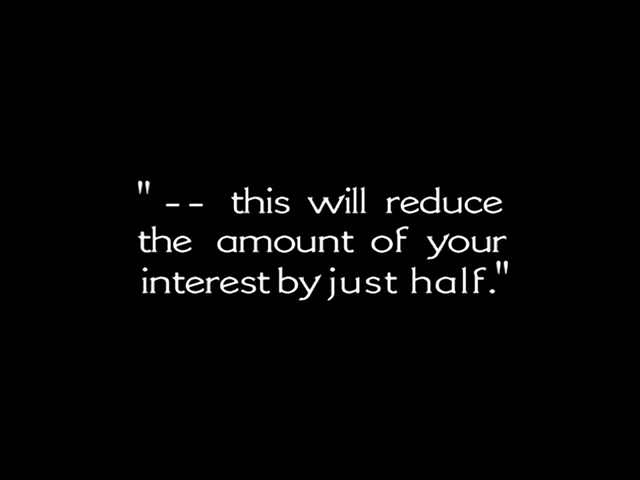 "-- this will reduce
the amount of your
interest by just half."